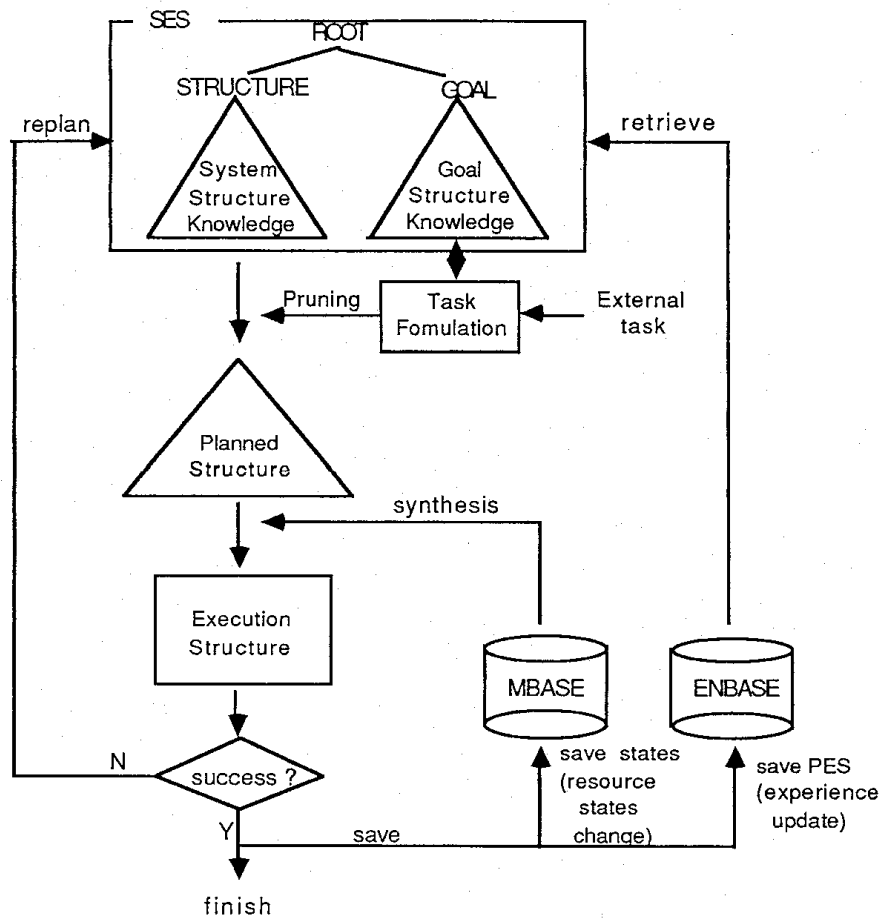 SES
ROOT
STRUCTURE
GOAL
replan
retrieve
System
Structure
Knowledge
Goal
Structure
Knowledge
Pruning
Task
Fomulation
External
task
Planned
Structure
synthesis
Execution
Structure
MBASE
ENBASE
N
success ?
save states
(resource
states
change)
save PES
(experience
update)
Y
save
finish